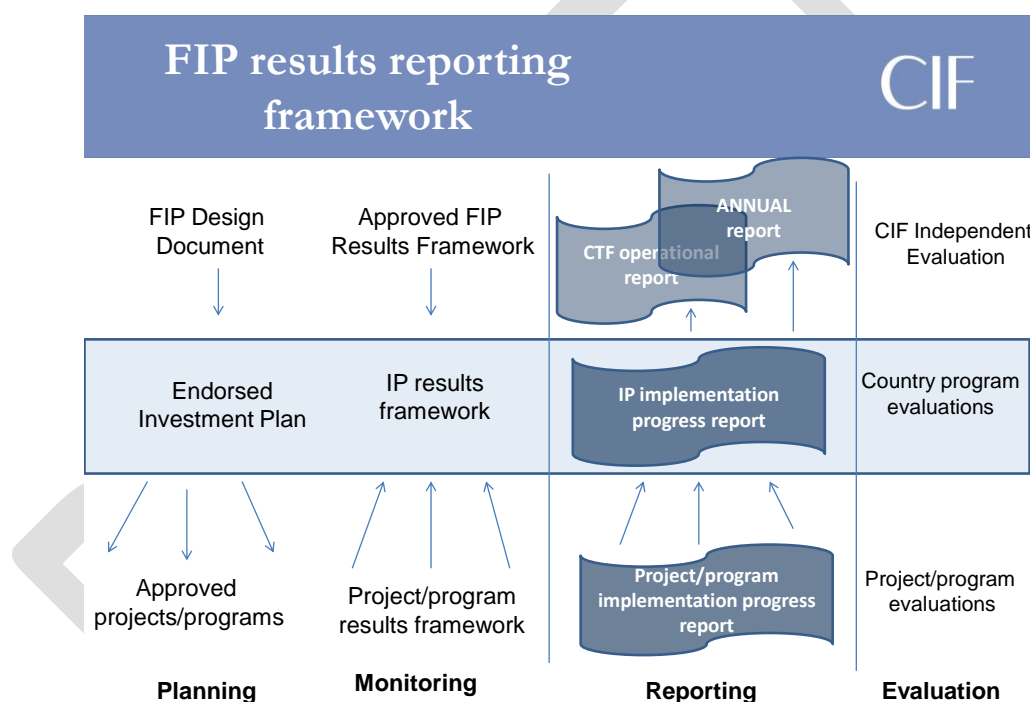 FIP results reporting
framework
CIF
FIP Design
Document
Approved FIP
Results Framework
CTF operational
report
ANNUAL
report
CIF Independent
Evaluation
Endorsed
Investment Plan
IP results
framework
IP implementation
progress report
Country program
evaluations
Approved
projects/programs
Project/program
results framework
Project/program
implementation progress
report
Project/program
evaluations
Planning
Monitoring
Reporting
Evaluation